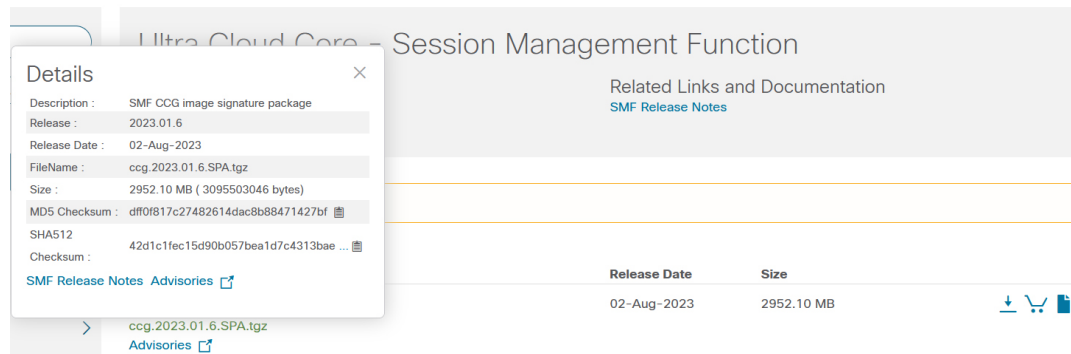 Ultra Cloud Core - Session Management Function
Details
Related Links and Documentation
SMF Release Notes
Description : SMF CCG image signature package
Release : 2023.01.6
Release Date : 02-Aug-2023
FileName : ccg.2023.01.6.SPA.tgz
Size : 2952.10 MB ( 3095503046 bytes)
MD5 Checksum : dff0f817c27482614dac8b88471427bf
SHA512
Checksum : 42d1c1fec15d90b057bea1d7c4313bae ...
SMF Release Notes Advisories
Release Date Size
02-Aug-2023 2952.10 MB
ccg.2023.01.6.SPA.tgz
Advisories